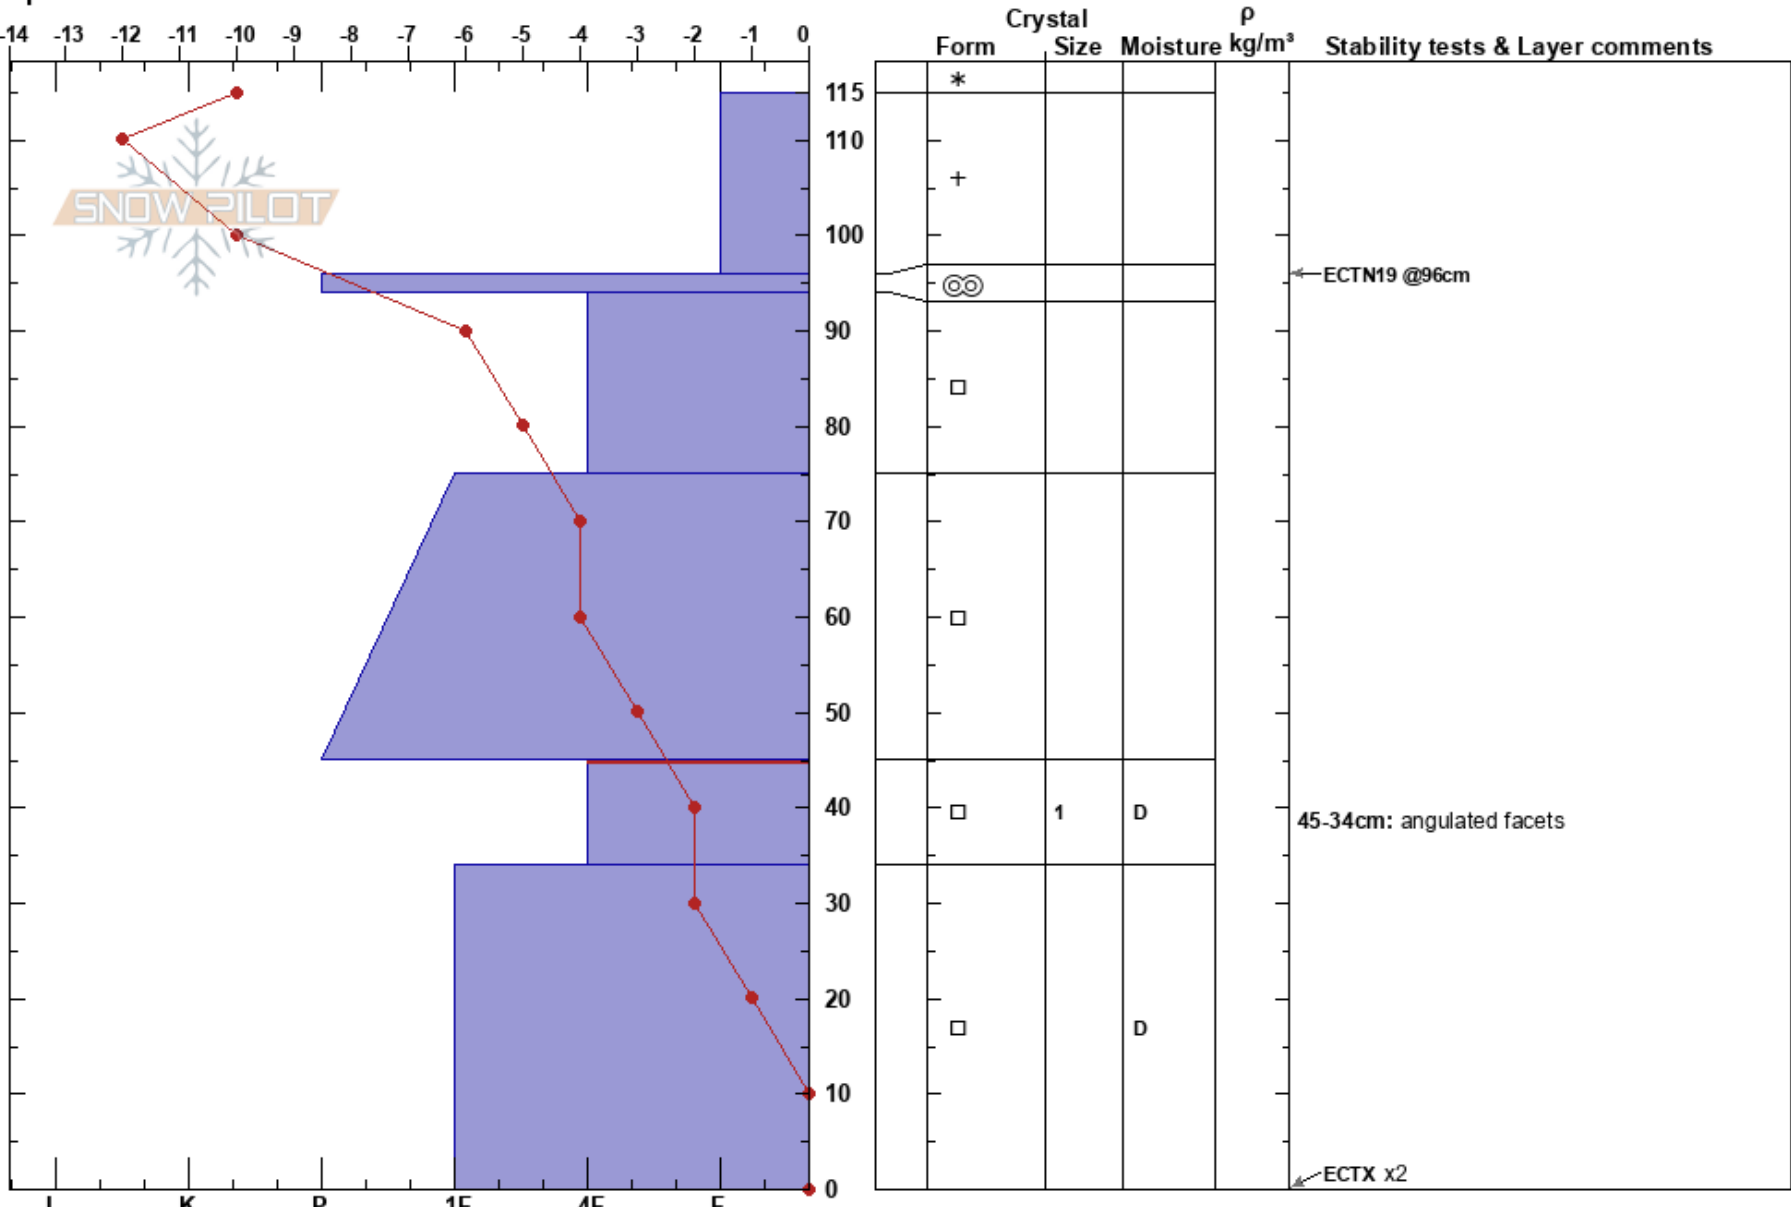 -14 -13 -12 -11 -10 -9 -8 -7 -6 -5 -4 -3 -2 -1 0
Crystal
ρ
Form Size Moisture kg/m³ Stability tests & Layer comments
115
110
SNOW PILOT
100
ECTN19 @96cm
90
80
70
60
50
40 1 D 45-34cm: angulated facets
30
20
D
10
ECTX x2
0
I K P 1F 4F F